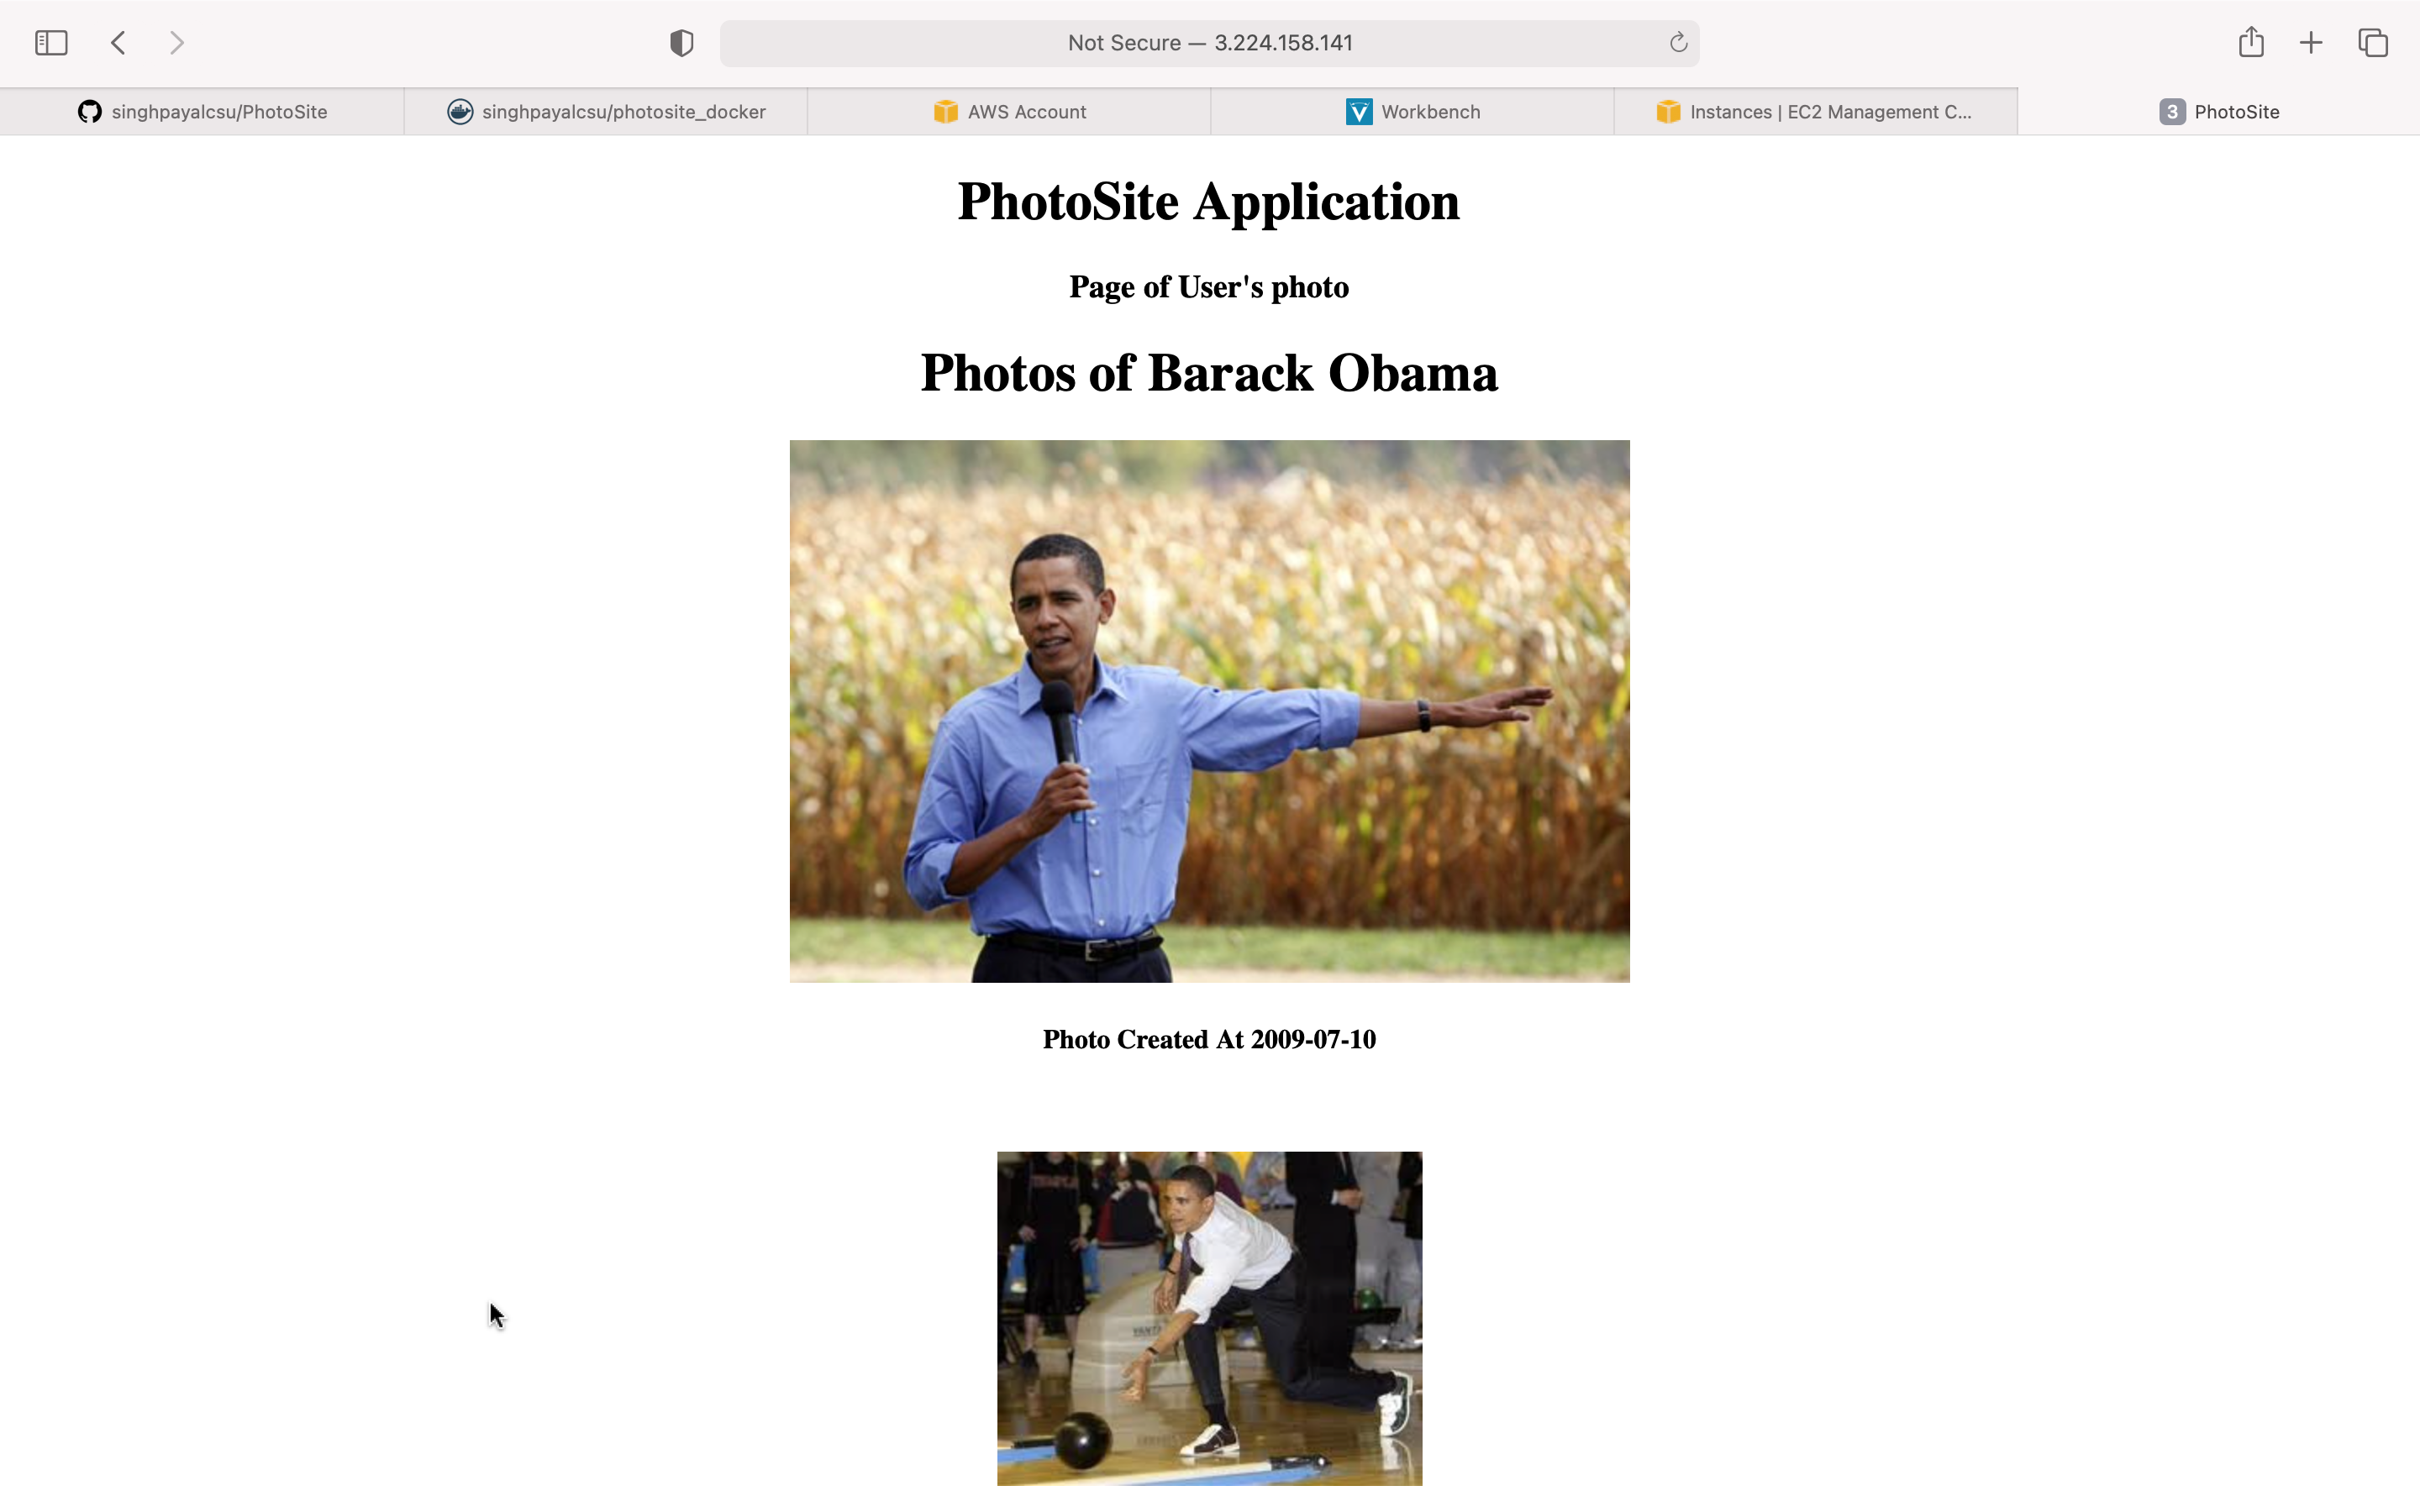 Not Secure — 3.224.158.141
singhpayalcsu/PhotoSite
singhpayalcsu/photosite_docker
AWS Account
Workbench
Instances | EC2 Management C...
3 PhotoSite
PhotoSite Application
Page of User's photo
Photos of Barack Obama
Photo Created At 2009-07-10